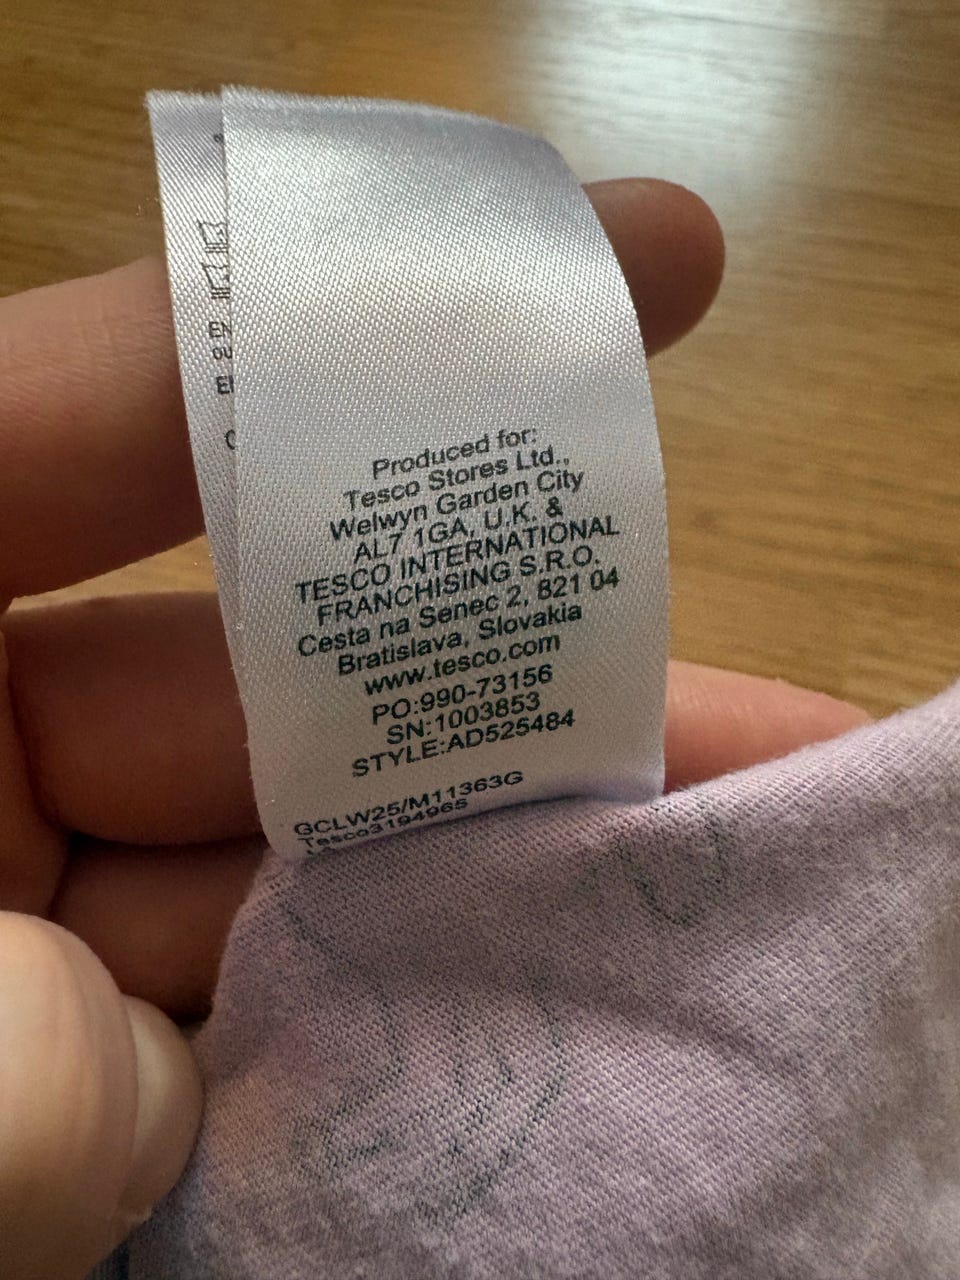 Produced for:
Tesco Stores Ltd.,
Welwyn Garden City
AL7 1GA, U.K. &
TESCO INTERNATIONAL
FRANCHISING S.R.O.
Cesta na Senec 2, 821 04
Bratislava, Slovakia
www.tesco.com
PO:990-73156
SN:1003853
STYLE:AD525484
GCLW25/M11363G
Tesco3194965
EN